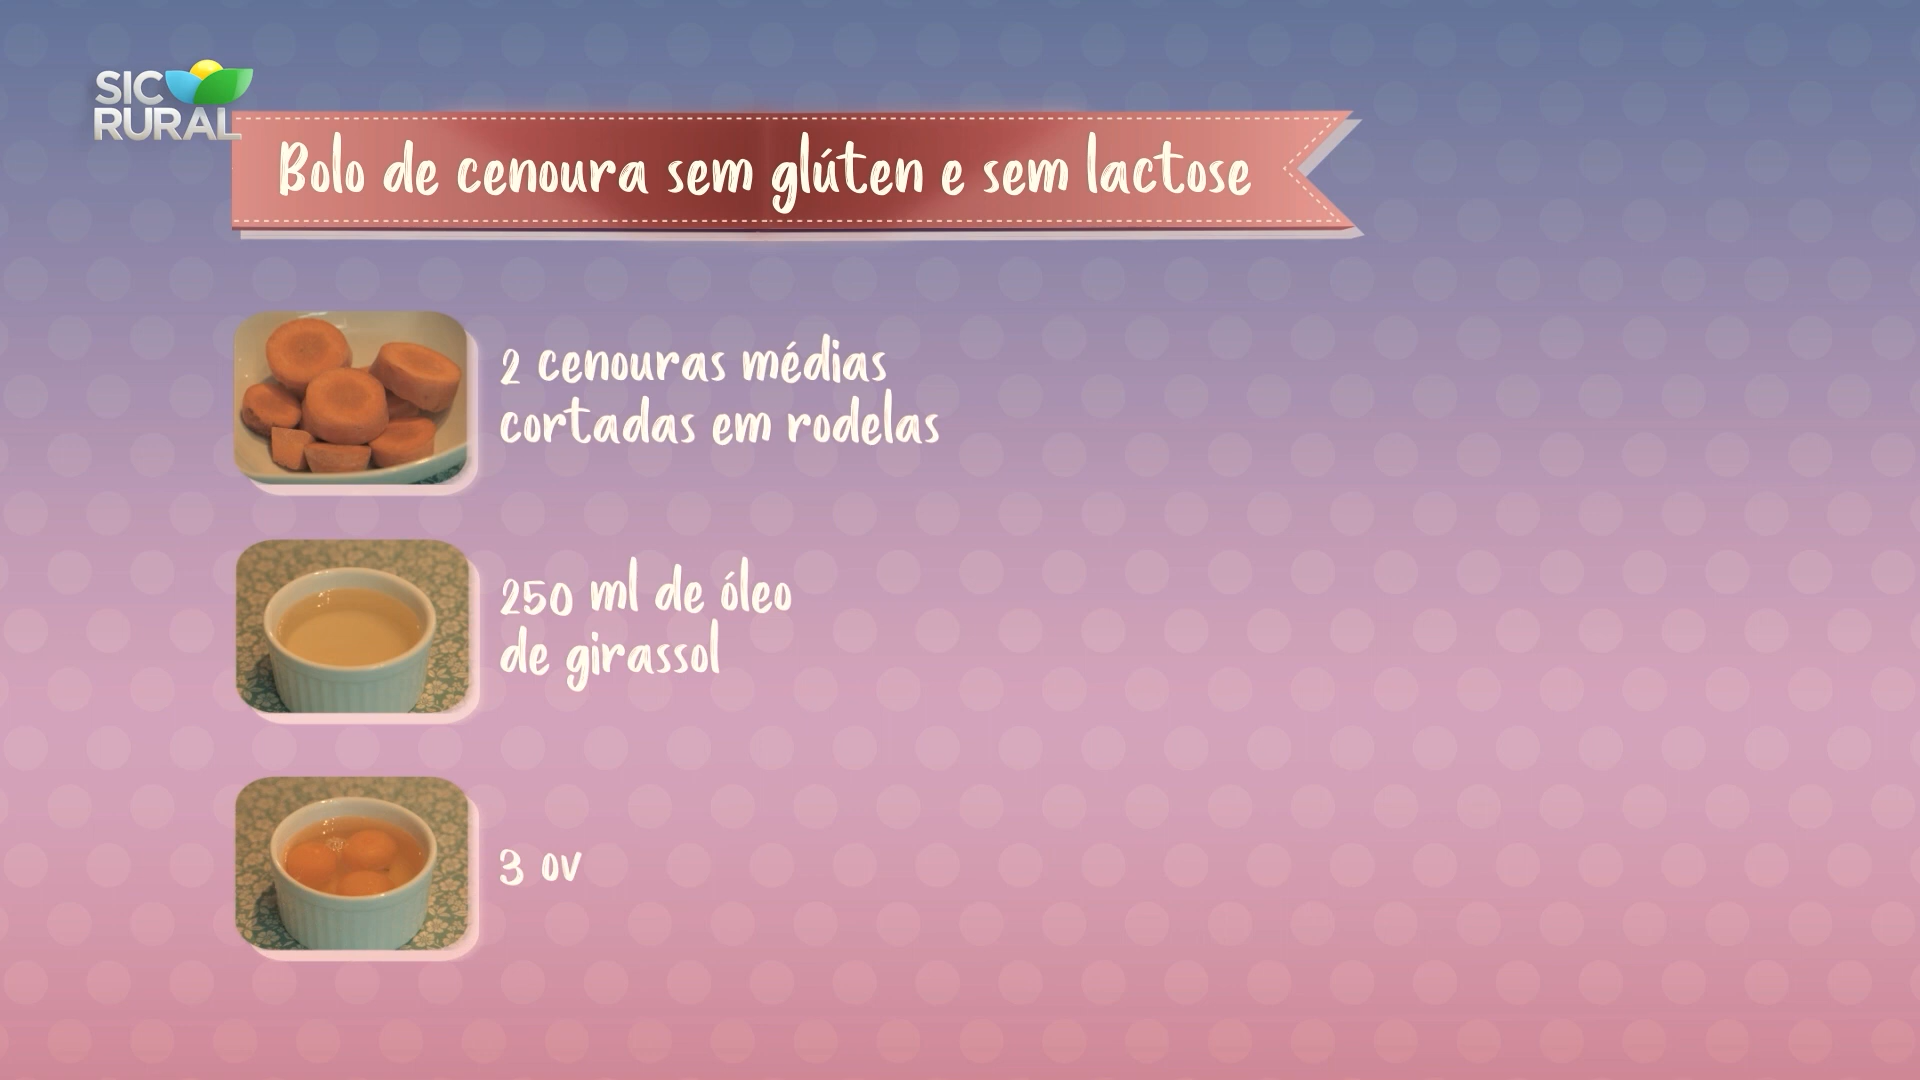 SIC
RURAL
Bolo de cenoura sem glúten e sem lactose
2 cenouras médias
cortadas em rodelas
250 ml de óleo
de girassol
3 ov